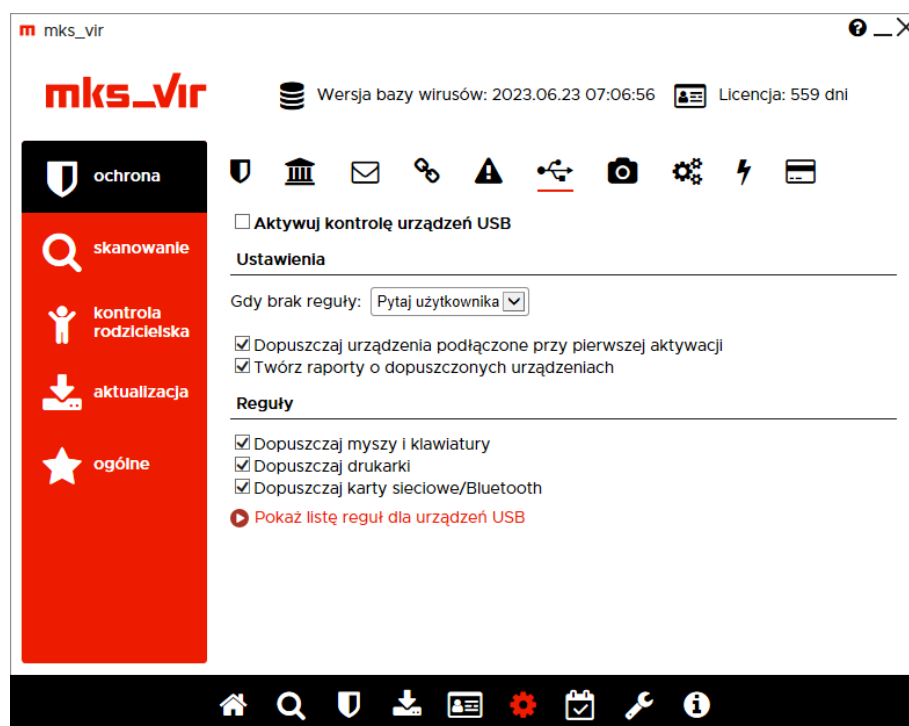 mks_vir
mks_vir
Wersja bazy wirusów: 2023.06.23 07:06:56
Licencja: 559 dni
ochrona
skanowanie
kontrola
rodzicielska
aktualizacja
ogólne
Aktywuj kontrolę urządzeń USB
Ustawienia
Gdy brak reguły: Pytaj użytkownika
Dopuszczaj urządzenia podłączone przy pierwszej aktywacji
Twórz raporty o dopuszczonych urządzeniach
Reguły
Dopuszczaj myszy i klawiatury
Dopuszczaj drukarki
Dopuszczaj karty sieciowe/Bluetooth
Pokaż listę reguł dla urządzeń USB